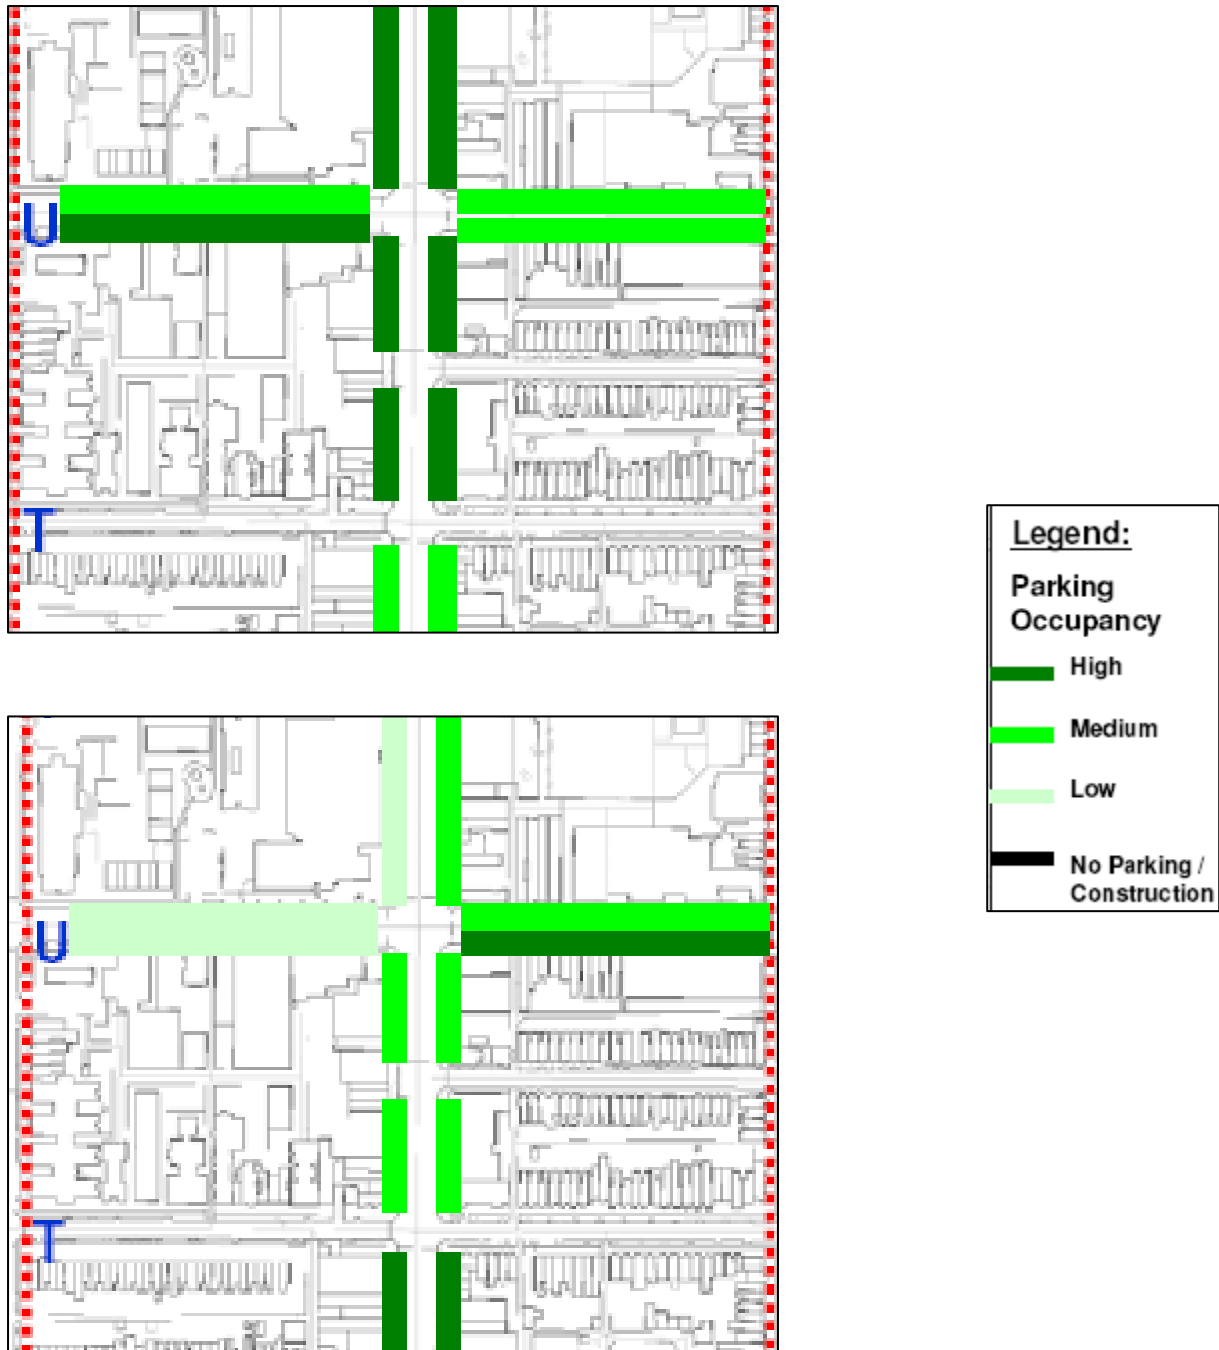 U
T
Legend:
Parking
Occupancy
High
Medium
Low
No Parking /
Construction
U
T